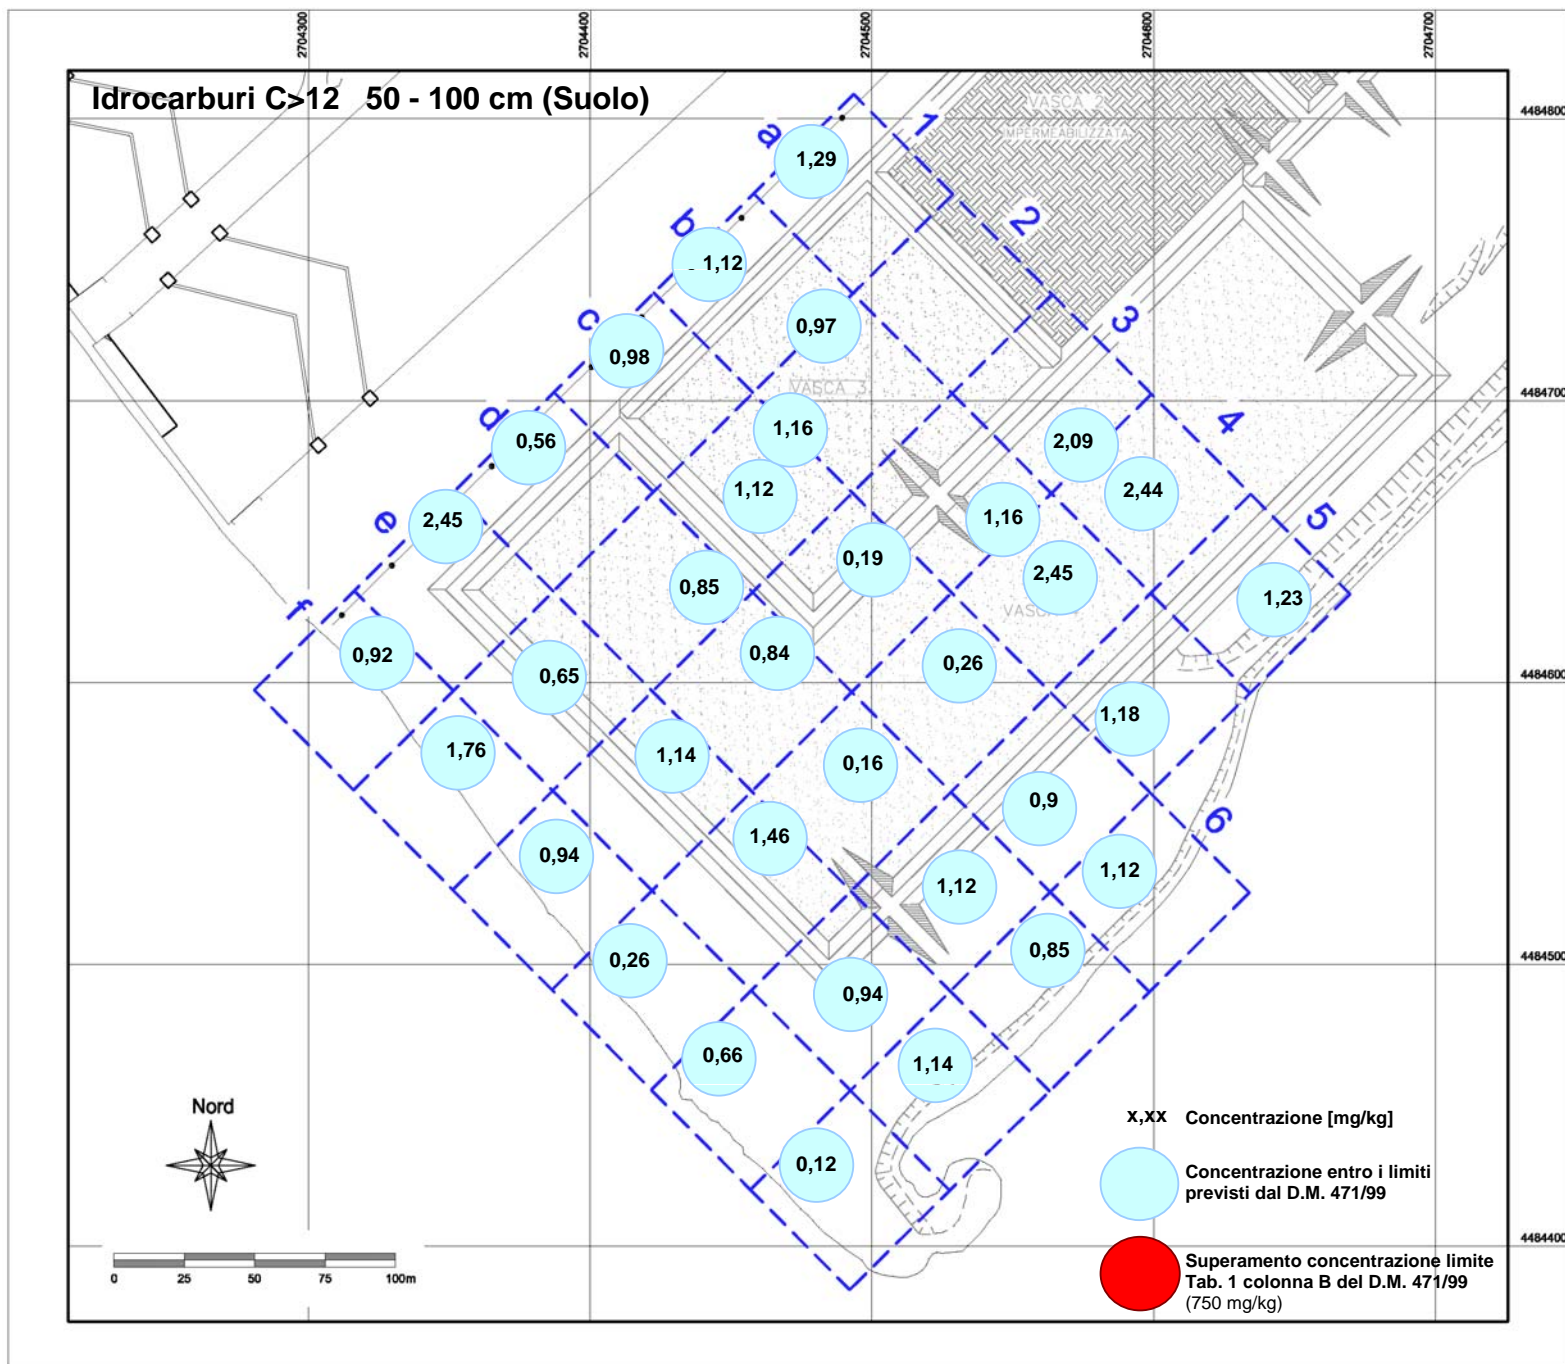 2704300
2704400
2704500
2704600
2704700
Idrocarburi C>12 50 - 100 cm (Suolo)
VASCA 2
IMPERMEABILIZZATA
4484800
a
1
1,29
b
2
1,12
c
3
0,97
0,98
VASCA 3
4484700
d
4
1,16
0,56
2,09
1,12
2,44
e
5
2,45
1,16
0,19
2,45
0,85
VASCA
1,23
f
0,92
0,84
0,26
0,65
4484600
1,18
1,76
1,14
0,16
0,9
6
1,46
0,94
1,12
1,12
0,85
0,26
4484500
0,94
0,66
1,14
Nord
0,12
x,xx Concentrazione [mg/kg]
Concentrazione entro i limiti
previsti dal D.M. 471/99
4484400
0 25 50 75 100m
Superamento concentrazione limite
Tab. 1 colonna B del D.M. 471/99
(750 mg/kg)